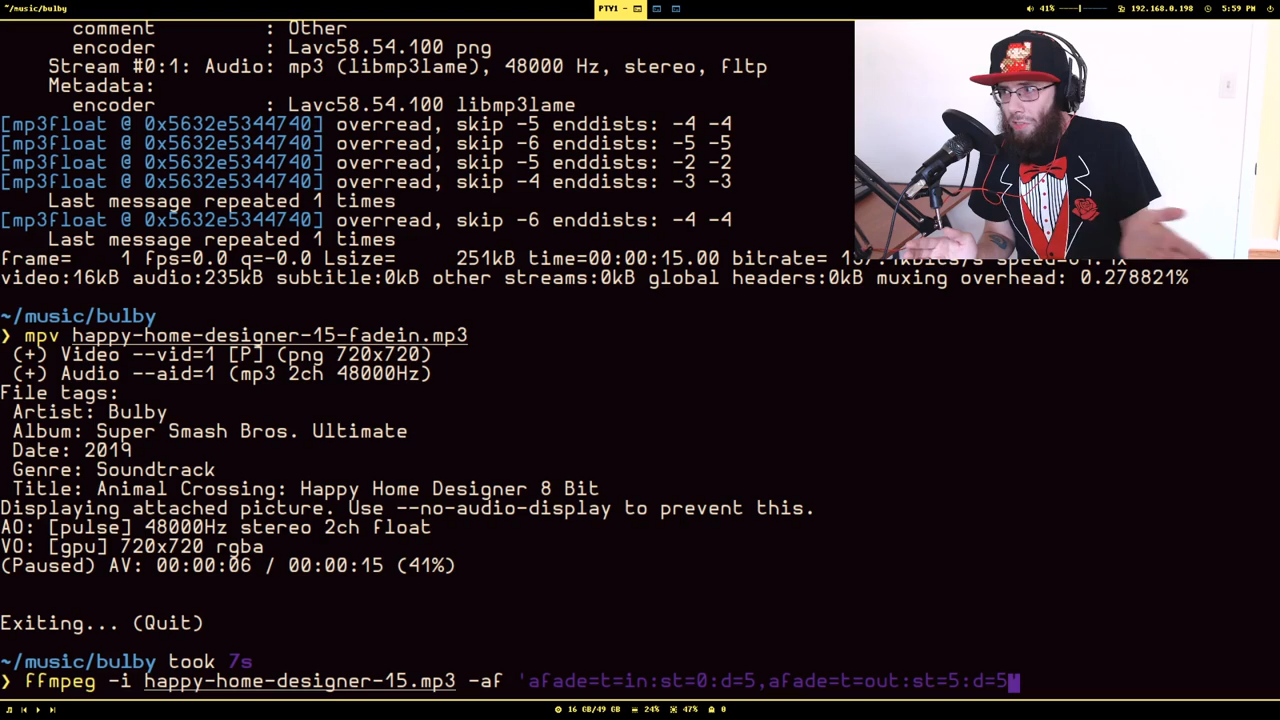 ~/music/bulby
PTY1 -
41%
192.168.0.198
5:59 PM
comment : Other
encoder : Lavc58.54.100 png
Stream #0:1: Audio: mp3 (libmp3lame), 48000 Hz, stereo, fltp
Metadata:
encoder : Lavc58.54.100 libmp3lame
[mp3float @ 0x5632e5344740] overread, skip -5 enddists: -4 -4
[mp3float @ 0x5632e5344740] overread, skip -6 enddists: -5 -5
[mp3float @ 0x5632e5344740] overread, skip -5 enddists: -2 -2
[mp3float @ 0x5632e5344740] overread, skip -4 enddists: -3 -3
Last message repeated 1 times
[mp3float @ 0x5632e5344740] overread, skip -6 enddists: -4 -4
Last message repeated 1 times
frame= 1 fps=0.0 q=-0.0 Lsize= 251kB time=00:00:15.00 bitrate=
video:16kB audio:235kB subtitle:0kB other streams:0kB global headers:0kB muxing overhead: 0.278821%
~/music/bulby
❯ mpv happy-home-designer-15-fadein.mp3
(+) Video --vid=1 [P] (png 720x720)
(+) Audio --aid=1 (mp3 2ch 48000Hz)
File tags:
Artist: Bulby
Album: Super Smash Bros. Ultimate
Date: 2019
Genre: Soundtrack
Title: Animal Crossing: Happy Home Designer 8 Bit
Displaying attached picture. Use --no-audio-display to prevent this.
AO: [pulse] 48000Hz stereo 2ch float
VO: [gpu] 720x720 rgba
(Paused) AV: 00:00:06 / 00:00:15 (41%)
Exiting... (Quit)
~/music/bulby took 7s
❯ ffmpeg -i happy-home-designer-15.mp3 -af 'afade=t=in:st=0:d=5,afade=t=out:st=5:d=5'
16 GB/49 GB
24%
47%
0